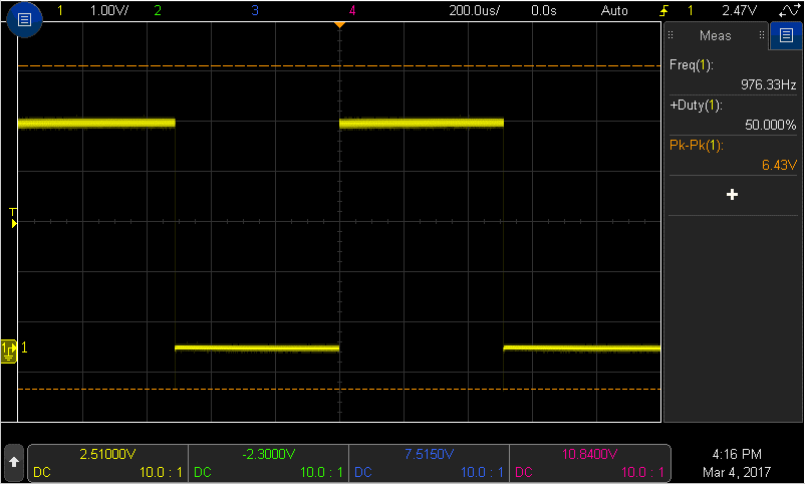 1 1.00V/ 2 3 4 200.0us/ 0.0s Auto 1 2.47V
Meas
Freq(1):
976.33Hz
+Duty(1):
50.000%
Pk-Pk(1):
6.43V
+
T
1 1
2.51000V -2.3000V 7.5150V 10.8400V
DC 10.0 : 1 DC 10.0 : 1 DC 10.0 : 1 DC 10.0 : 1
4:16 PM
Mar 4, 2017